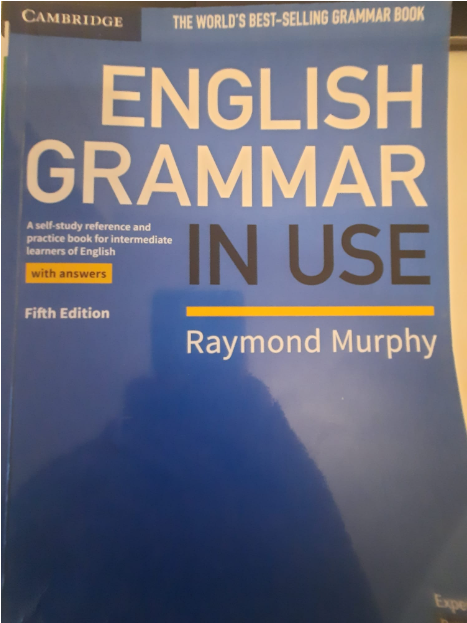 CAMBRIDGE
THE WORLD'S BEST-SELLING GRAMMAR BOOK
ENGLISH
GRAMMAR
IN USE
A self-study reference and
practice book for intermediate
learners of English
with answers
Fifth Edition
Raymond Murphy